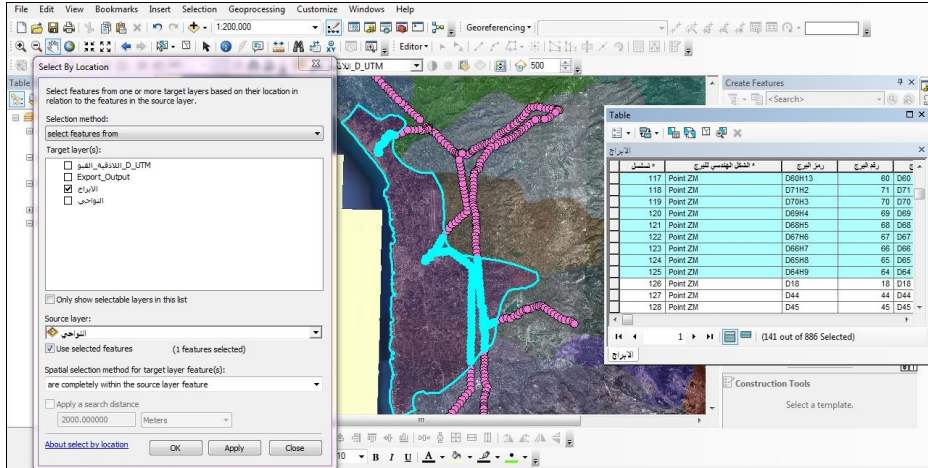 File Edit View Bookmarks Insert Selection Geoprocessing Customize Windows Help
1:200,000
Georeferencing
Editor
D_UTM
500
Select By Location
Select features from one or more target layers based on their location in
relation to the features in the source layer.
Selection method:
select features from
Target layer(s):
اللاذقية_القبو_D_UTM
Export_Output
الابراج
النواحي
Only show selectable layers in this list
Source layer:
النواحي
Use selected features (1 features selected)
Spatial selection method for target layer feature(s):
are completely within the source layer feature
Apply a search distance
2000.000000 Meters
About select by location OK Apply Close
Create Features
<Search>
Table
الابراج
تسلسل * الشكل الهندسي للبرج * رمز البرج رقم البرج
117 Point ZM D60H13 60 D60
118 Point ZM D71H2 71 D71
119 Point ZM D70H3 70 D70
120 Point ZM D69H4 69 D69
121 Point ZM D68H5 68 D68
122 Point ZM D67H6 67 D67
123 Point ZM D66H7 66 D66
124 Point ZM D65H8 65 D65
125 Point ZM D64H9 64 D64
126 Point ZM D18 18 D18
127 Point ZM D44 44 D44
128 Point ZM D45 45 D45
1 (141 out of 886 Selected)
الابراج
Construction Tools
Select a template.
10 B I U A